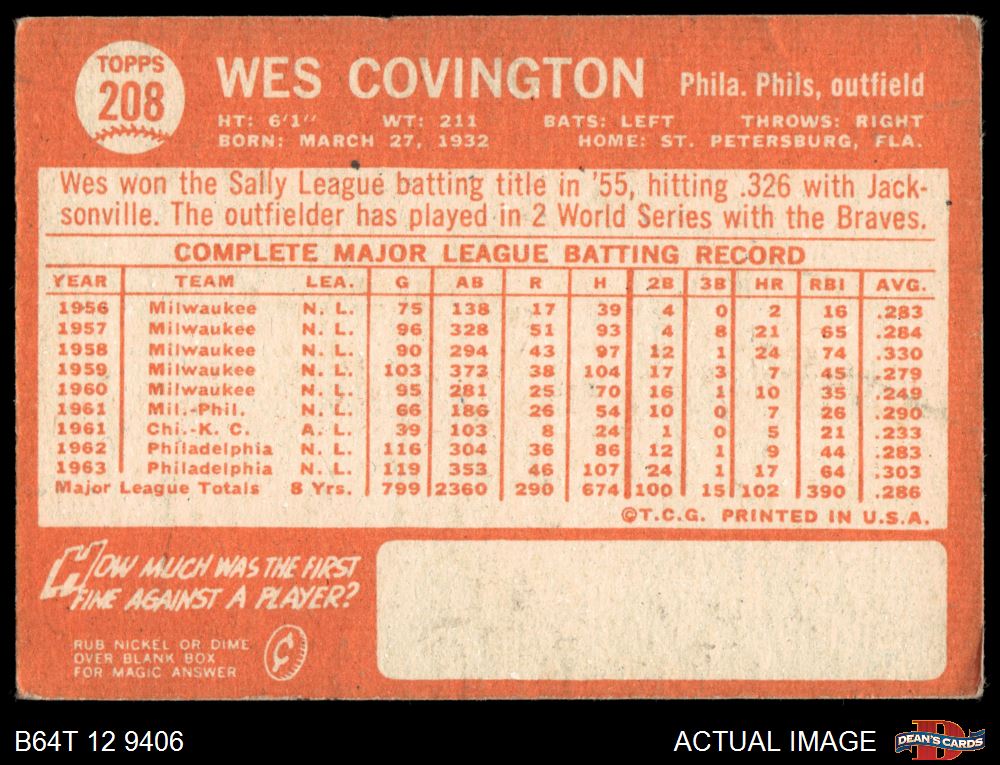 TOPPS
208
WES COVINGTON
Phila. Phils, outfield
HT: 6'1" WT: 211 BATS: LEFT THROWS: RIGHT
BORN: MARCH 27, 1932 HOME: ST. PETERSBURG, FLA.
Wes won the Sally League batting title in '55, hitting .326 with Jack-
sonville. The outfielder has played in 2 World Series with the Braves.
COMPLETE MAJOR LEAGUE BATTING RECORD
YEAR TEAM LEA. G AB R H 2B 3B HR RBI AVG.
1956 Milwaukee N. L. 75 138 17 39 4 0 2 16 .283
1957 Milwaukee N. L. 96 328 51 93 4 8 21 65 .284
1958 Milwaukee N. L. 90 294 43 97 12 1 24 74 .330
1959 Milwaukee N. L. 103 373 38 104 17 3 7 45 .279
1960 Milwaukee N. L. 95 281 25 70 16 1 10 35 .249
1961 Mil.-Phil. N. L. 66 186 26 54 10 0 7 26 .290
1961 Chi.-K. C. A. L. 39 103 8 24 1 0 5 21 .233
1962 Philadelphia N. L. 116 304 36 86 12 1 9 44 .283
1963 Philadelphia N. L. 119 353 46 107 24 1 17 64 .303
Major League Totals 8 Yrs. 799 2360 290 674 100 15 102 390 .286
©T.C.G. PRINTED IN U.S.A.
HOW MUCH WAS THE FIRST
FINE AGAINST A PLAYER?
RUB NICKEL OR DIME
OVER BLANK BOX
FOR MAGIC ANSWER
B64T 12 9406
ACTUAL IMAGE
DEAN'S CARDS